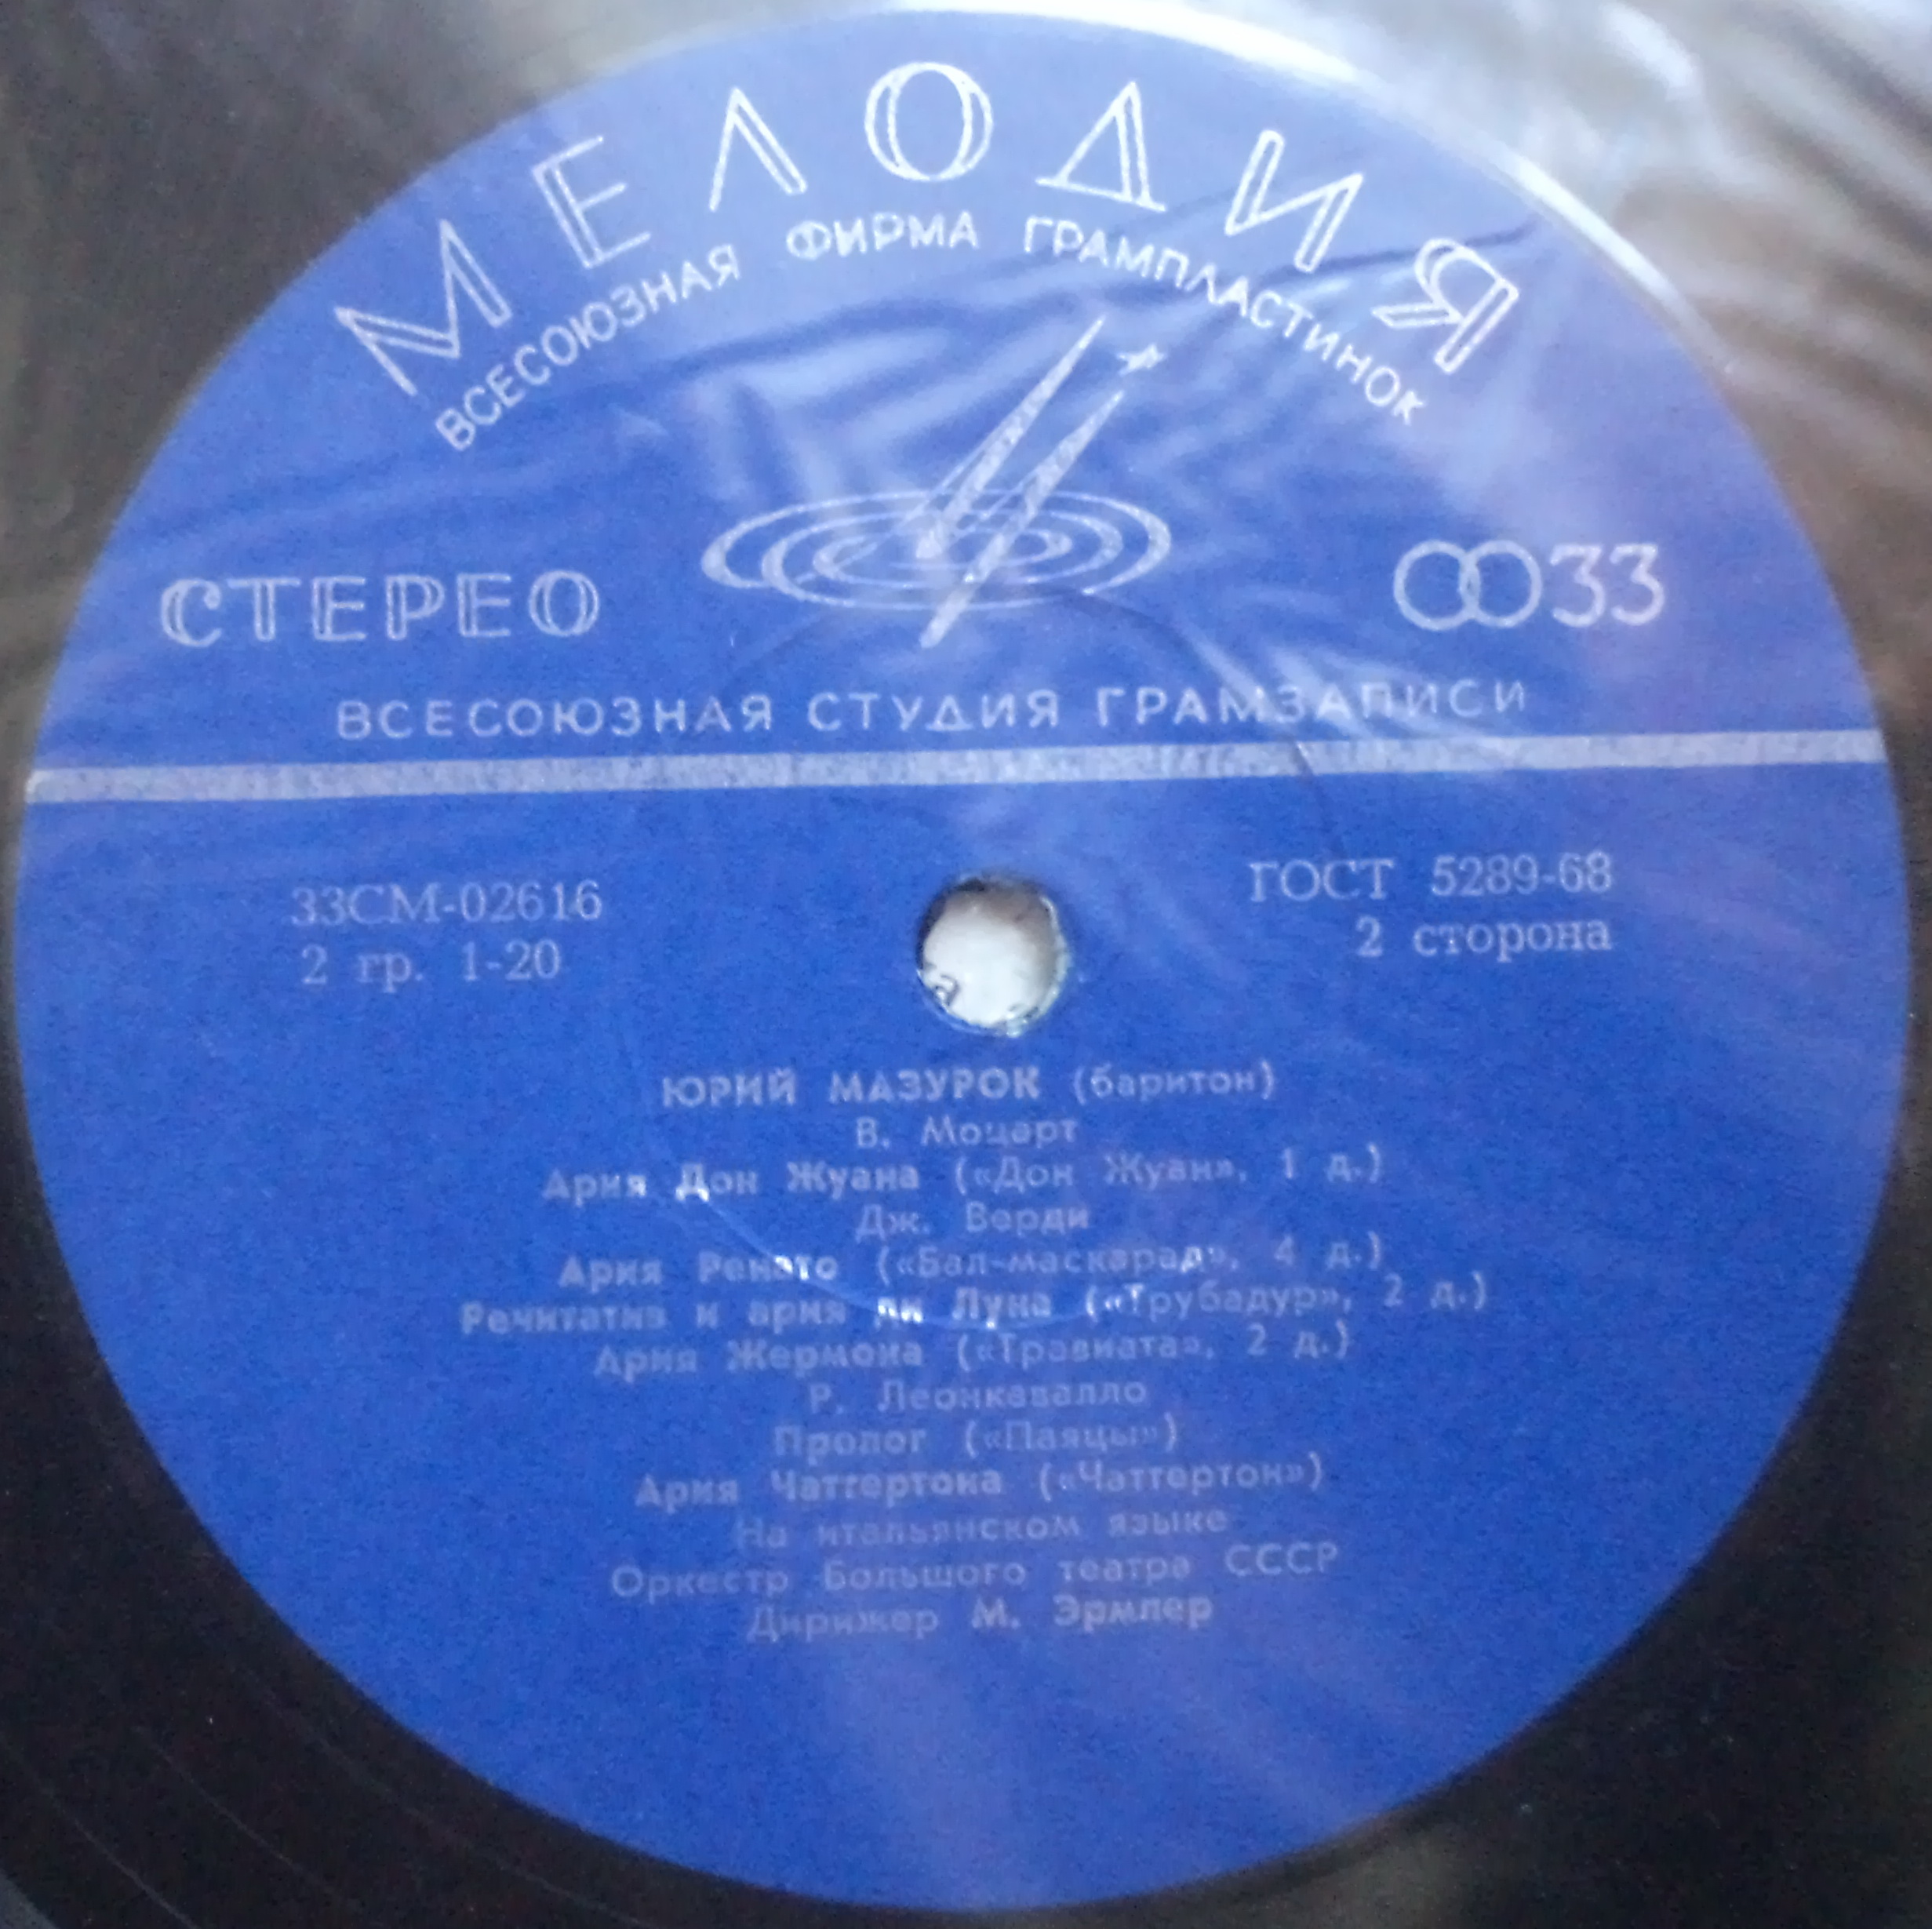 МЕЛОДИЯ
ВСЕСОЮЗНАЯ ФИРМА ГРАМПЛАСТИНОК
СТЕРЕО
33
ВСЕСОЮЗНАЯ СТУДИЯ ГРАМЗАПИСИ
33СМ-02616
2 гр. 1-20
ГОСТ 5289-68
2 сторона
ЮРИЙ МАЗУРОК (баритон)
В. Моцарт
Ария Дон Жуана («Дон Жуан», 1 д.)
Дж. Верди
Ария Ренато («Бал-маскарад», 4 д.)
Речитатив и ария ди Луна («Трубадур», 2 д.)
Ария Жермона («Травиата», 2 д.)
Р. Леонкавалло
Пролог («Паяцы»)
Ария Чаттертона («Чаттертон»)
На итальянском языке
Оркестр Большого театра СССР
Дирижер М. Эрмлер